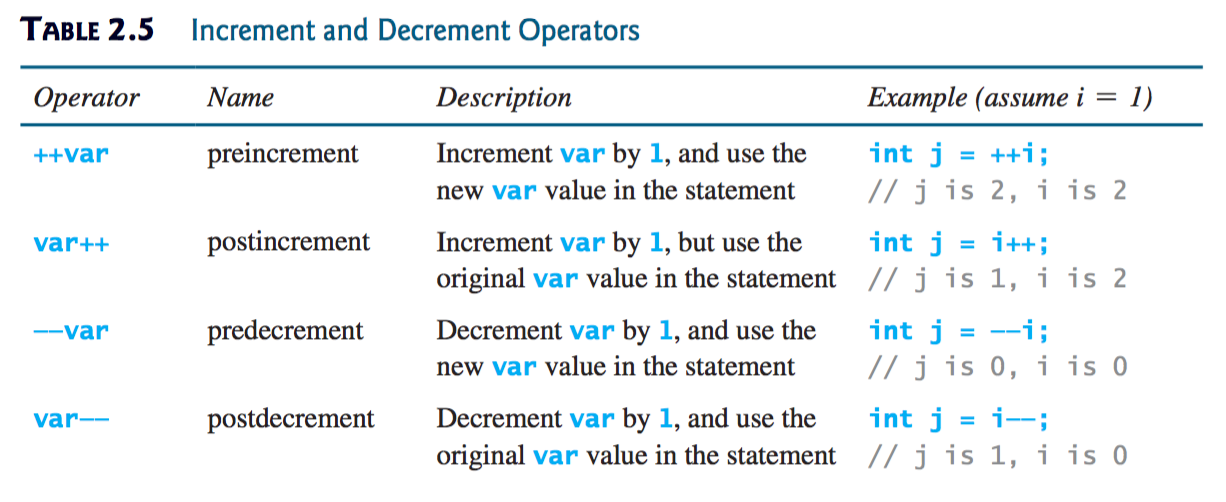 TABLE 2.5 Increment and Decrement Operators
Operator Name Description Example (assume i = 1)
++var preincrement Increment var by 1, and use the int j = ++i;
new var value in the statement // j is 2, i is 2
var++ postincrement Increment var by 1, but use the int j = i++;
original var value in the statement // j is 1, i is 2
--var predecrement Decrement var by 1, and use the int j = --i;
new var value in the statement // j is 0, i is 0
var-- postdecrement Decrement var by 1, and use the int j = i--;
original var value in the statement // j is 1, i is 0